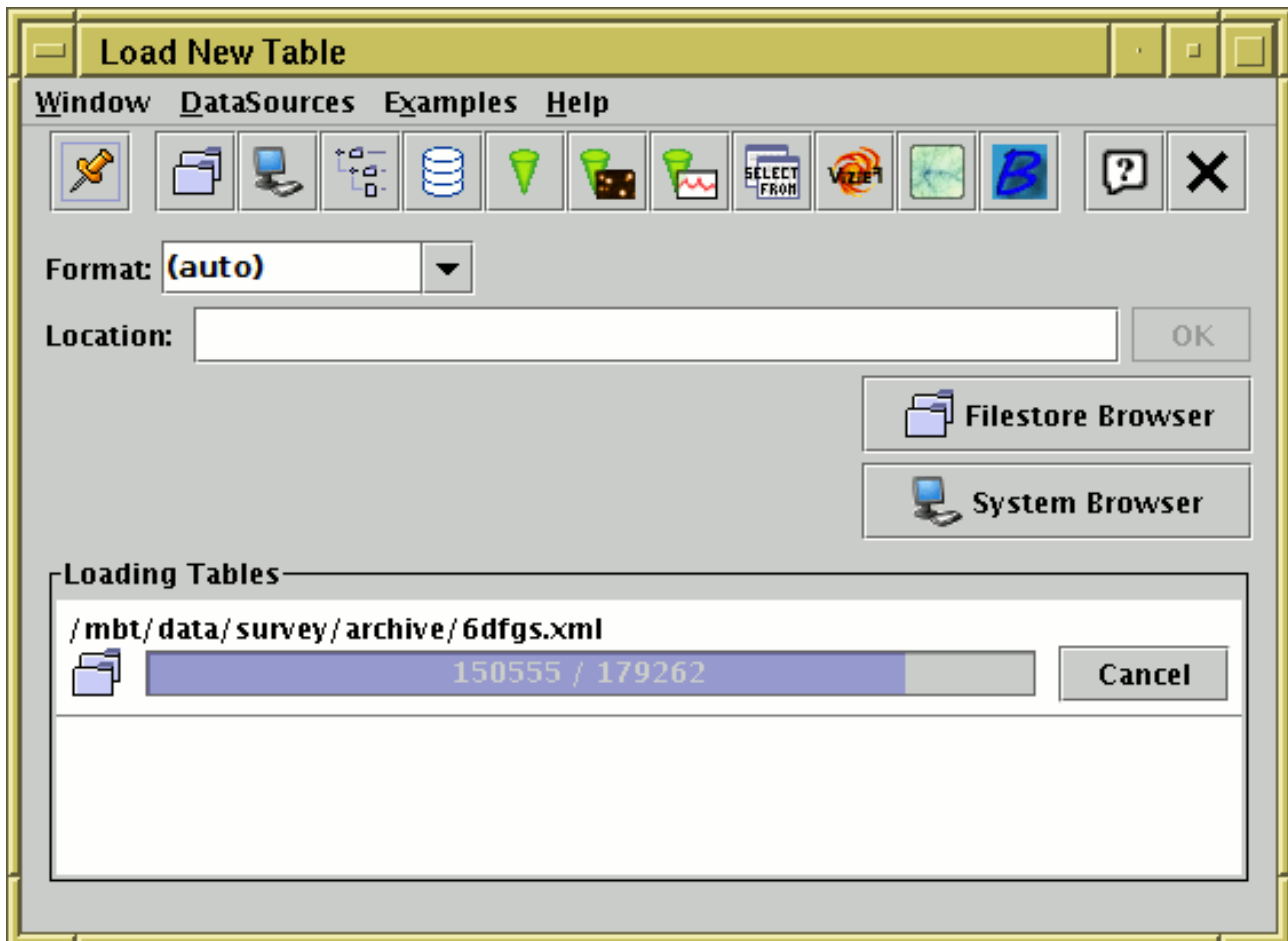 Load New Table
Window DataSources Examples Help
SELECT
FROM
VizieR
B
?
Format: (auto)
Location:
OK
Filestore Browser
System Browser
Loading Tables
/mbt/data/survey/archive/6dfgs.xml
150555 / 179262
Cancel